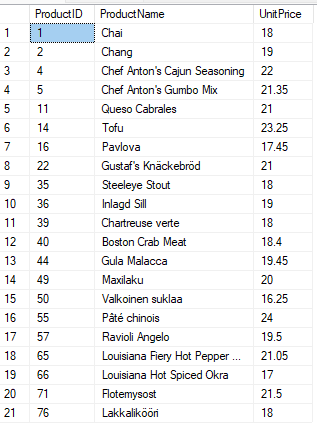 ProductID ProductName UnitPrice
1 1 Chai 18
2 2 Chang 19
3 4 Chef Anton's Cajun Seasoning 22
4 5 Chef Anton's Gumbo Mix 21.35
5 11 Queso Cabrales 21
6 14 Tofu 23.25
7 16 Pavlova 17.45
8 22 Gustaf's Knäckebröd 21
9 35 Steeleye Stout 18
10 36 Inlagd Sill 19
11 39 Chartreuse verte 18
12 40 Boston Crab Meat 18.4
13 44 Gula Malacca 19.45
14 49 Maxilaku 20
15 50 Valkoinen suklaa 16.25
16 55 Pâté chinois 24
17 57 Ravioli Angelo 19.5
18 65 Louisiana Fiery Hot Pepper ... 21.05
19 66 Louisiana Hot Spiced Okra 17
20 71 Flotemysost 21.5
21 76 Lakkalikööri 18